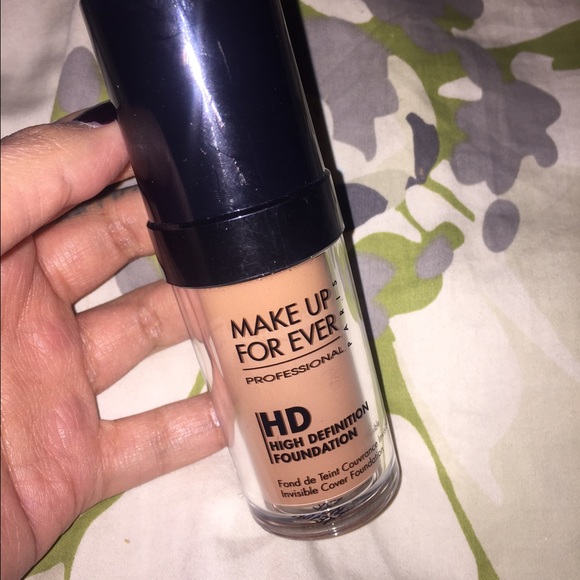 MAKE UP
FOR EVER
PARIS
PROFESSIONAL
HD
HIGH DEFINITION
FOUNDATION
Fond de Teint Couvrance
Invisible Cover Foundation